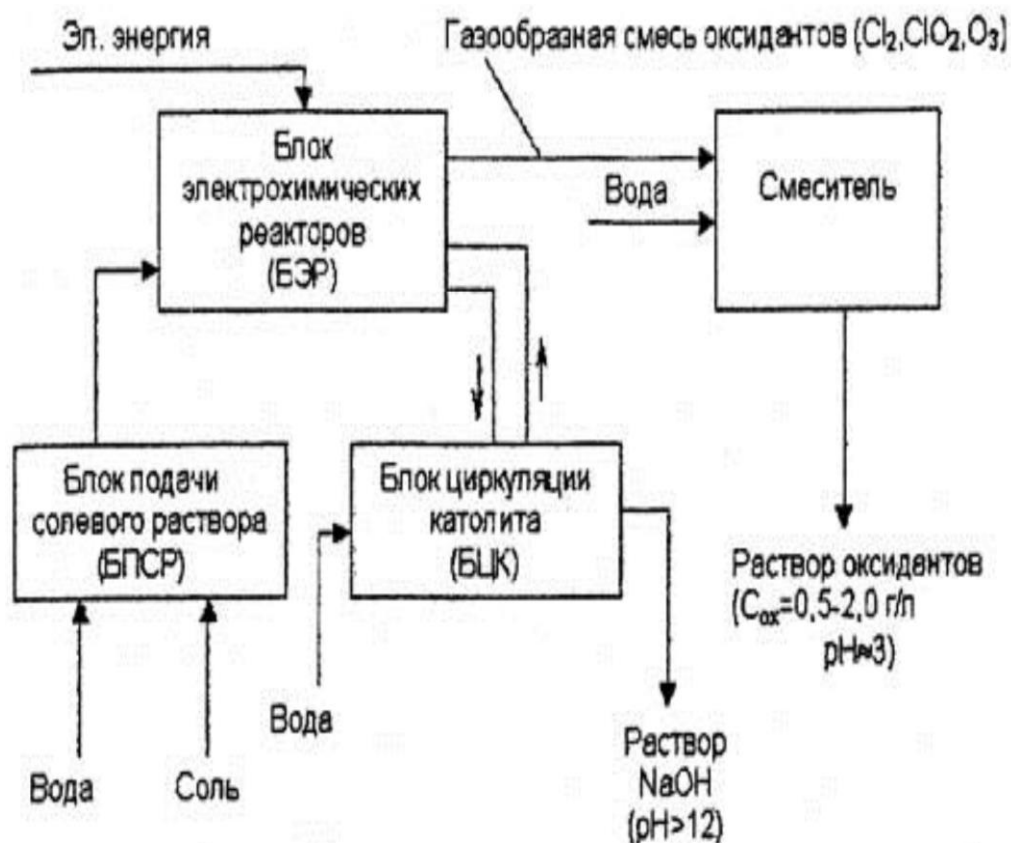 Эл. энергия
Газообразная смесь оксидантов (Cl₂,ClO₂,O₃)
Блок
электрохимических
реакторов
(БЭР)
Вода
Смеситель
Блок подачи
солевого раствора
(БПСР)
Блок циркуляции
католита
(БЦК)
Раствор оксидантов
(Cₒₓ=0,5-2,0 г/л
pH≈3)
Вода
Соль
Вода
Раствор
NaOH
(pH>12)